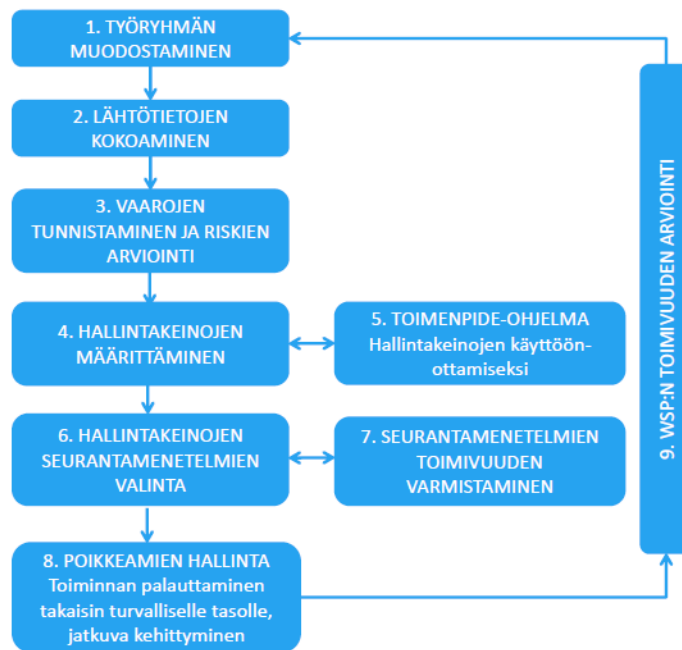 1. TYÖRYHMÄN
MUODOSTAMINEN
2. LÄHTÖTIETOJEN
KOKOAMINEN
3. VAAROJEN
TUNNISTAMINEN JA RISKIEN
ARVIOINTI
4. HALLINTAKEINOJEN
MÄÄRITTÄMINEN
5. TOIMENPIDE-OHJELMA
Hallintakeinojen käyttöön-
ottamiseksi
6. HALLINTAKEINOJEN
SEURANTAMENETELMIEN
VALINTA
7. SEURANTAMENETELMIEN
TOIMIVUUDEN
VARMISTAMINEN
8. POIKKEAMIEN HALLINTA
Toiminnan palauttaminen
takaisin turvalliselle tasolle,
jatkuva kehittyminen
9. WSP:N TOIMIVUUDEN ARVIOINTI